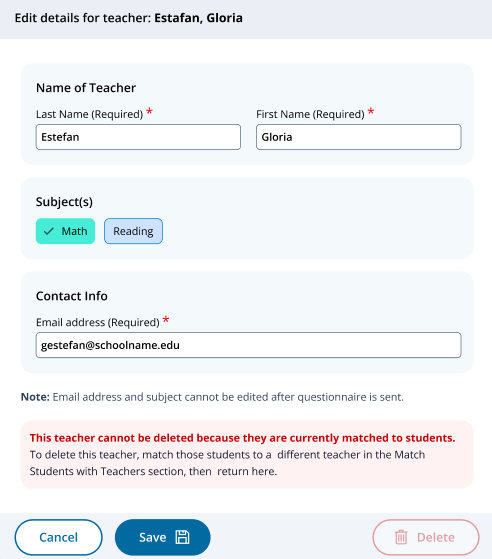 Edit details for teacher: Estafan, Gloria
Name of Teacher
Last Name (Required) *
First Name (Required) *
Estefan
Gloria
Subject(s)
Math
Reading
Contact Info
Email address (Required) *
gestefan@schoolname.edu
Note: Email address and subject cannot be edited after questionnaire is sent.
This teacher cannot be deleted because they are currently matched to students.
To delete this teacher, match those students to a  different teacher in the Match
Students with Teachers section, then  return here.
Cancel
Save
Delete